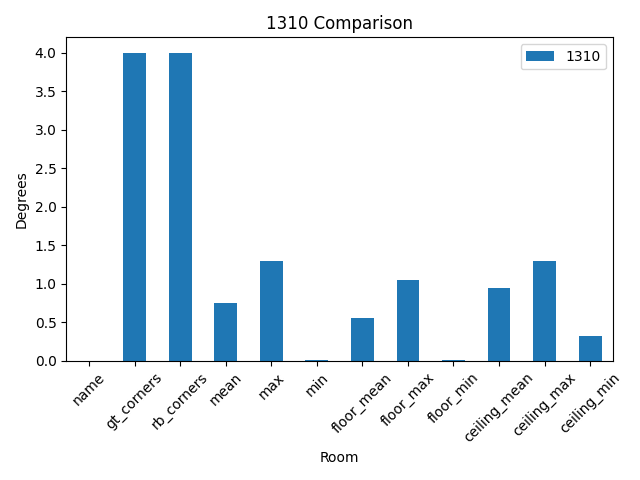 1310 Comparison
1310
Degrees
4.0
3.5
3.0
2.5
2.0
1.5
1.0
0.5
0.0
name
gt_corners
rb_corners
mean
max
min
floor_mean
floor_max
floor_min
ceiling_mean
ceiling_max
ceiling_min
Room